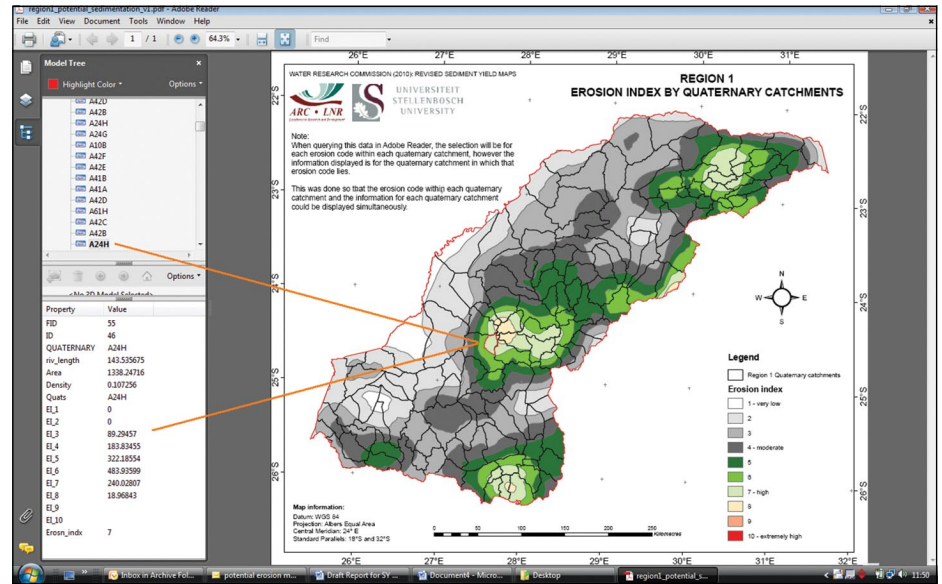 region1_potential_sedimentation_v1.pdf - Adobe Reader
File Edit View Document Tools Window Help
1 / 1 64.3% Find
Model Tree
Highlight Color Options
A42D
A42B
A24H
A24G
A10B
A42F
A42E
A41B
A41A
A42D
A61H
A42C
A42B
A24H
Options
<No 3D Model Selected>
Property Value
FID 55
ID 46
QUATERNARY A24H
riv_length 143.535675
Area 1338.24716
Density 0.107256
Quats A24H
EI_1 0
EI_2 0
EI_3 89.29457
EI_4 183.83455
EI_5 322.18554
EI_6 483.93599
EI_7 240.02807
EI_8 18.96843
EI_9
EI_10
Erosn_indx 7
26°E 27°E 28°E 29°E 30°E 31°E
WATER RESEARCH COMMISSION (2010): REVISED SEDIMENT YIELD MAPS
ARC • LNR
UNIVERSITEIT
STELLENBOSCH
UNIVERSITY
REGION 1
EROSION INDEX BY QUATERNARY CATCHMENTS
Note:
When querying this data in Adobe Reader, the selection will be
for each erosion code within each quaternary catchment, however the
information displayed is for the quaternary catchment in which that
erosion code lies.
This was done so that the erosion code within each quaternary
catchment and the information for each quaternary catchment
could be displayed simultaneously.
22°S
23°S
24°S
25°S
26°S
22°S
23°S
24°S
25°S
26°S
N
W E
S
Legend
Region 1 Quaternary catchments
Erosion index
1 - very low
2
3
4 - moderate
5
6
7 - high
8
9
10 - extremely high
Map information:
Datum: WGS 84
Projection: Albers Equal Area
Central Meridian: 24° E
Standard Parallels: 18°S and 32°S
0 50 100 150 200 250
Kilometres
26°E 27°E 28°E 29°E 30°E 31°E 32°E
Inbox in Archive Fol... potential erosion m... Draft Report for SY ... Document4 - Micro... Desktop region1_potential_s... 11:50